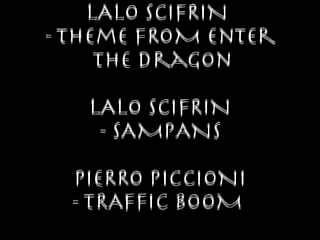 LALO SCIFRIN
- THEME FROM ENTER
THE DRAGON
LALO SCIFRIN
- SAMPANS
PIERRO PICCIONI
- TRAFFIC BOOM